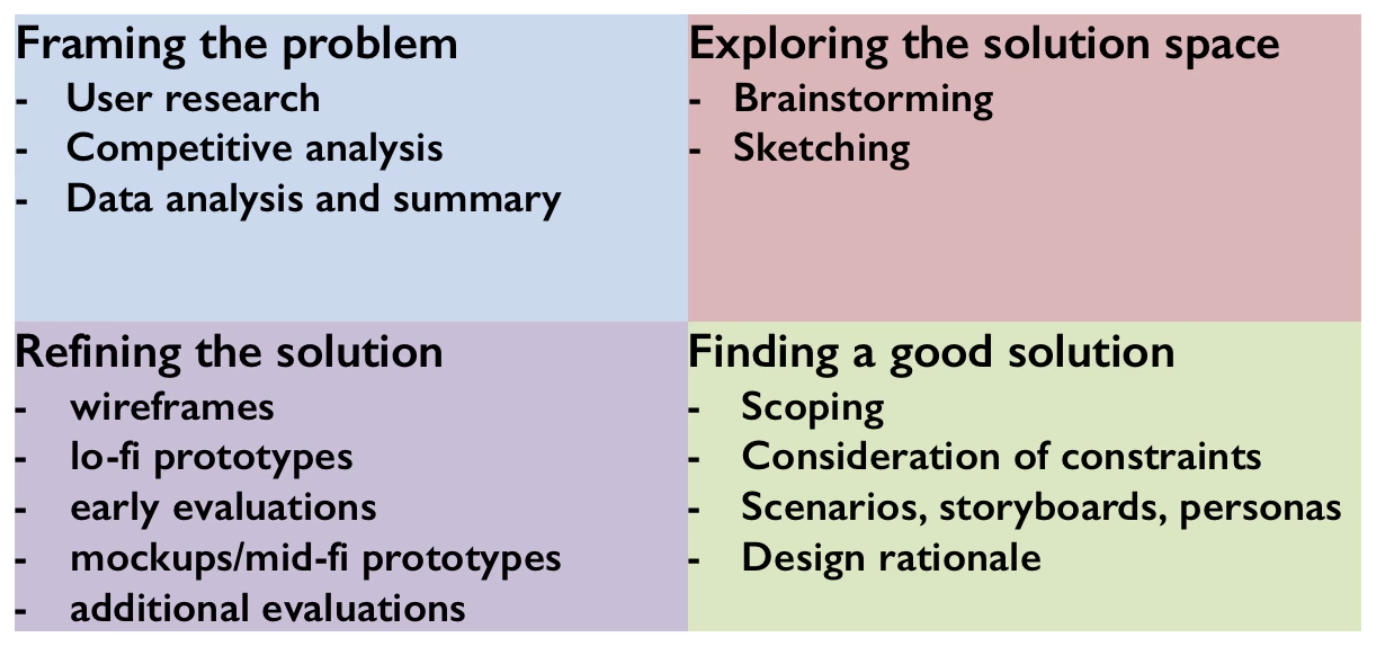 Framing the problem
- User research
- Competitive analysis
- Data analysis and summary
Exploring the solution space
- Brainstorming
- Sketching
Refining the solution
- wireframes
- lo-fi prototypes
- early evaluations
- mockups/mid-fi prototypes
- additional evaluations
Finding a good solution
- Scoping
- Consideration of constraints
- Scenarios, storyboards, personas
- Design rationale